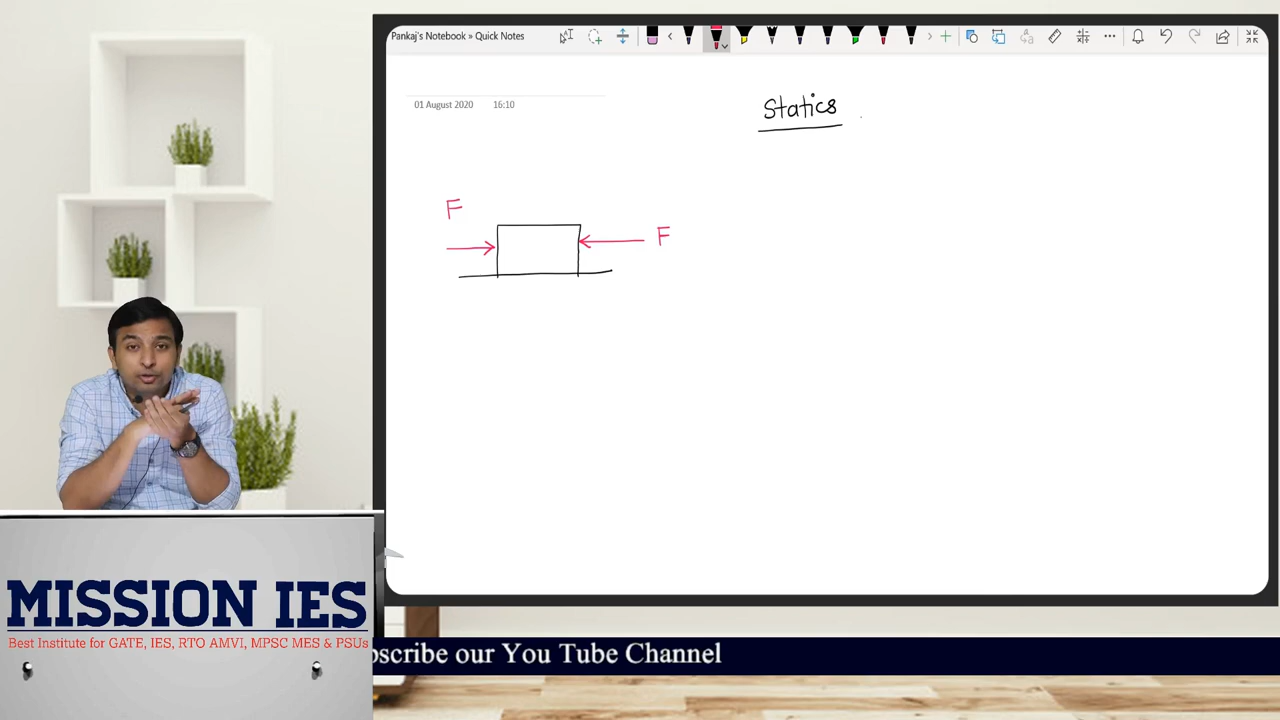 Pankaj's Notebook » Quick Notes
01 August 2020 16:10
Statics
F
F
MISSION IES
Best Institute for GATE, IES, RTO AMVI, MPSC MES & PSUs
bscribe our You Tube Channel